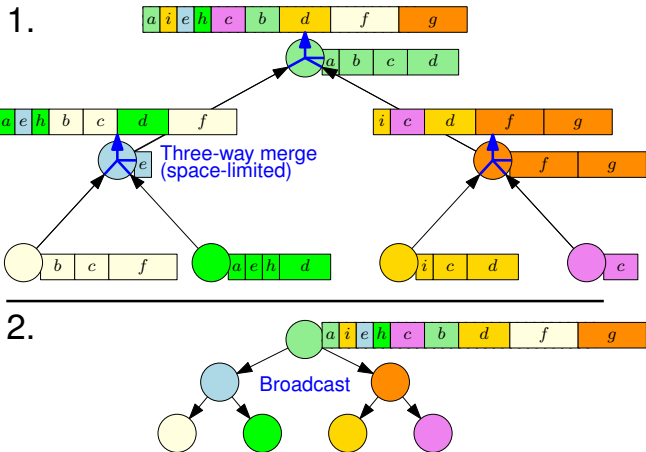 1.
a i e h c b d f g
a b c d
a e h b c d f
i c d f g
Three-way merge
(space-limited)
e
f g
b c f
a e h d
i c d
c
2.
a i e h c b d f g
Broadcast